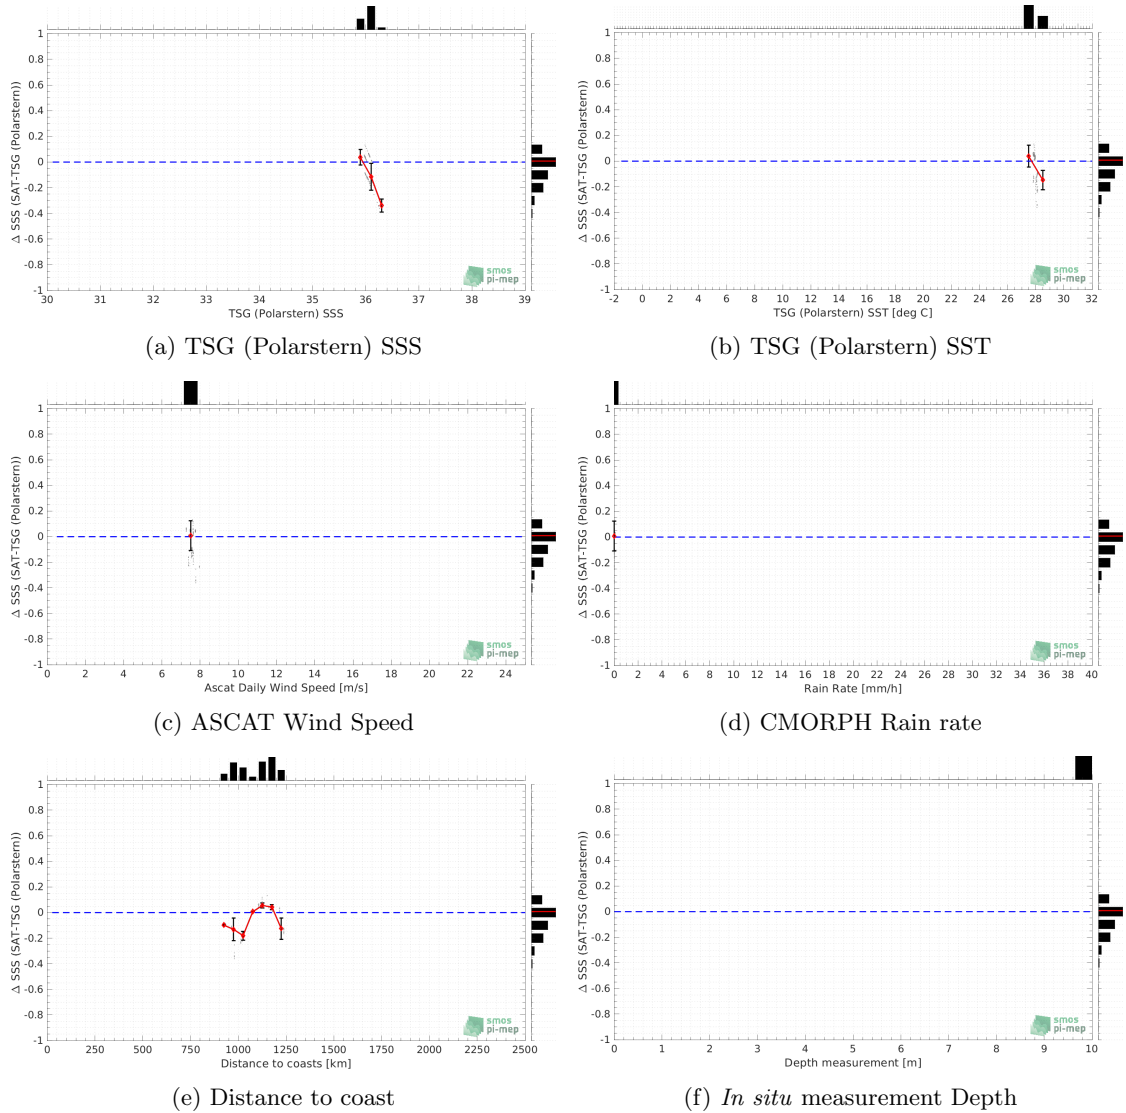 1
0.8
0.6
0.4
0.2
0
-0.2
-0.4
-0.6
-0.8
-1
Δ SSS (SAT-TSG (Polarstern))
30 31 32 33 34 35 36 37 38 39
TSG (Polarstern) SSS
smos
pi-mep
(a) TSG (Polarstern) SSS
1
0.8
0.6
0.4
0.2
0
-0.2
-0.4
-0.6
-0.8
-1
Δ SSS (SAT-TSG (Polarstern))
-2 0 2 4 6 8 10 12 14 16 18 20 22 24 26 28 30 32
TSG (Polarstern) SST [deg C]
smos
pi-mep
(b) TSG (Polarstern) SST
1
0.8
0.6
0.4
0.2
0
-0.2
-0.4
-0.6
-0.8
-1
Δ SSS (SAT-TSG (Polarstern))
0 2 4 6 8 10 12 14 16 18 20 22 24
Ascat Daily Wind Speed [m/s]
smos
pi-mep
(c) ASCAT Wind Speed
1
0.8
0.6
0.4
0.2
0
-0.2
-0.4
-0.6
-0.8
-1
Δ SSS (SAT-TSG (Polarstern))
0 2 4 6 8 10 12 14 16 18 20 22 24 26 28 30 32 34 36 38 40
Rain Rate [mm/h]
smos
pi-mep
(d) CMORPH Rain rate
1
0.8
0.6
0.4
0.2
0
-0.2
-0.4
-0.6
-0.8
-1
Δ SSS (SAT-TSG (Polarstern))
0 250 500 750 1000 1250 1500 1750 2000 2250 2500
Distance to coasts [km]
smos
pi-mep
(e) Distance to coast
1
0.8
0.6
0.4
0.2
0
-0.2
-0.4
-0.6
-0.8
-1
Δ SSS (SAT-TSG (Polarstern))
0 1 2 3 4 5 6 7 8 9 10
Depth measurement [m]
smos
pi-mep
(f) In situ measurement Depth